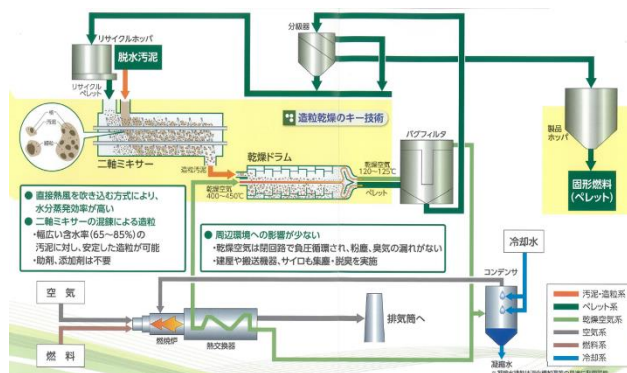 リサイクルホッパ
脱水汚泥
分級器
リサイクル
ペレット
核
汚泥
造粒乾燥のキー技術
二軸ミキサー
造粒汚泥
乾燥ドラム
バグフィルタ
乾燥空気
120～125℃
ペレット
乾燥空気
400～450℃
製品
ホッパ
固形燃料
(ペレット)
● 直接熱風を吹き込む方式により、
水分蒸発効率が高い
● 二軸ミキサーの混錬による造粒
・幅広い含水率(65～85%)の
汚泥に対し、安定した造粒が可能
・助剤、添加剤は不要
● 周辺環境への影響が少ない
・乾燥空気は閉回路で負圧循環され、粉塵、臭気の漏れがない
・建屋や搬送機器、サイロも集塵・脱臭を実施
冷却水
コンデンサ
空気
燃料
燃焼炉
熱交換器
排気筒へ
凝縮水
汚泥・造粒系
ペレット系
乾燥空気系
空気系
燃料系
冷却系